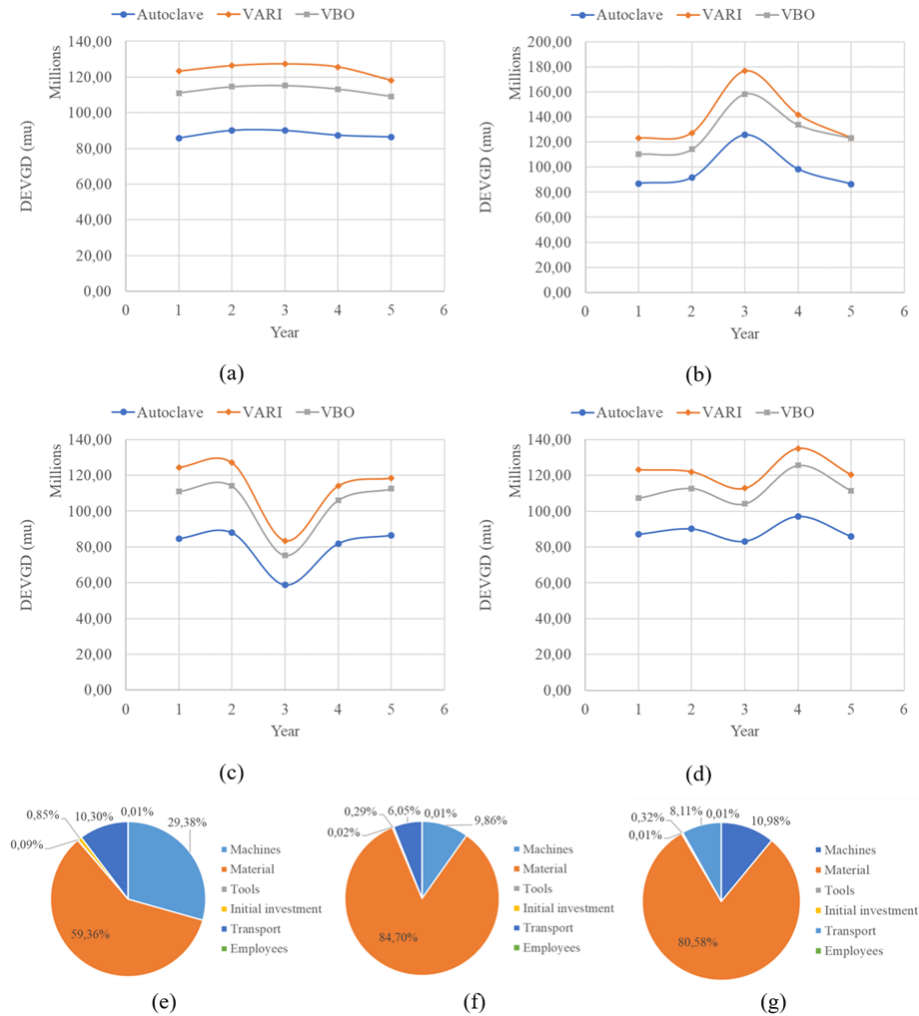 Autoclave VARI VBO
Millions
DEVGD (mu)
140,00
120,00
100,00
80,00
60,00
40,00
20,00
0,00
0 1 2 3 4 5 6
Year
(a)
Autoclave VARI VBO
Millions
DEVGD (mu)
200,00
180,00
160,00
140,00
120,00
100,00
80,00
60,00
40,00
20,00
0,00
0 1 2 3 4 5 6
Year
(b)
Autoclave VARI VBO
Millions
DEVGD (mu)
140,00
120,00
100,00
80,00
60,00
40,00
20,00
0,00
0 1 2 3 4 5 6
Year
(c)
Autoclave VARI VBO
Millions
DEVGD (mu)
140,00
120,00
100,00
80,00
60,00
40,00
20,00
0,00
0 1 2 3 4 5 6
Year
(d)
0,85% 10,30% 0,01%
29,38%
0,09%
59,36%
Machines
Material
Tools
Initial investment
Transport
Employees
(e)
0,29% 6,05% 0,01%
9,86%
0,02%
84,70%
Machines
Material
Tools
Initial investment
Transport
Employees
(f)
0,32% 8,11% 0,01%
10,98%
0,01%
80,58%
Machines
Material
Tools
Initial investment
Transport
Employees
(g)